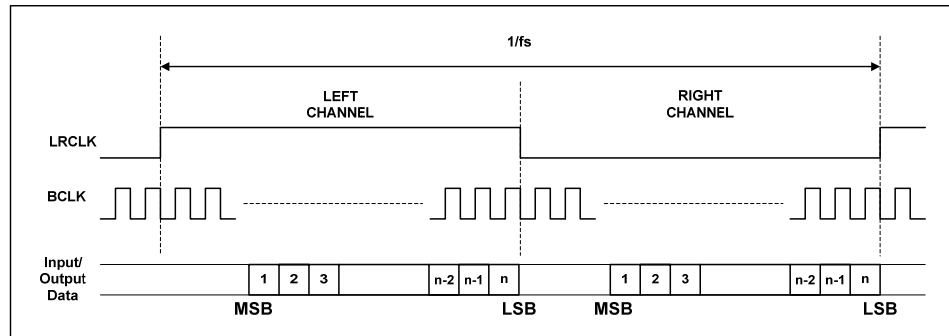 1/fs
LEFT
CHANNEL
RIGHT
CHANNEL
LRCLK
BCLK
Input/
Output
Data
1 2 3 n-2 n-1 n 1 2 3 n-2 n-1 n
MSB LSB MSB LSB